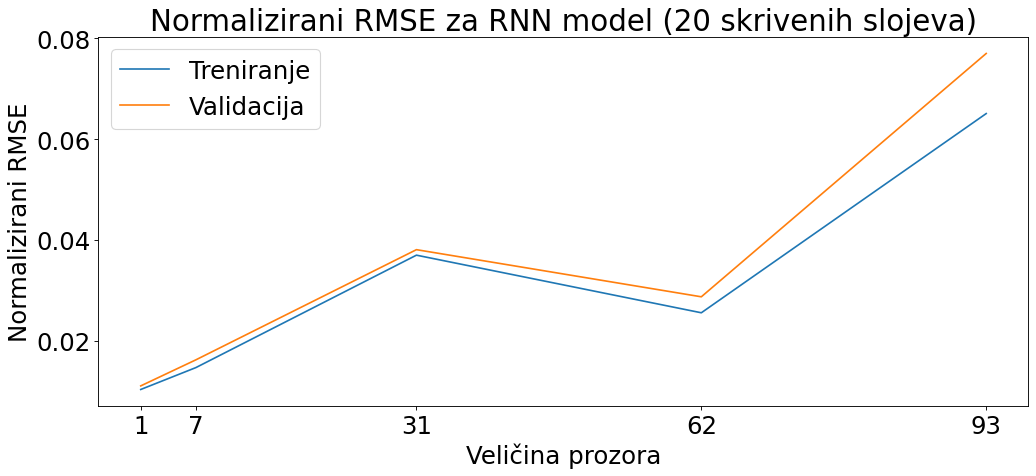 Normalizirani RMSE za RNN model (20 skrivenih slojeva)
Normalizirani RMSE
0.08
0.06
0.04
0.02
Treniranje
Validacija
1 7 31 62 93
Veličina prozora